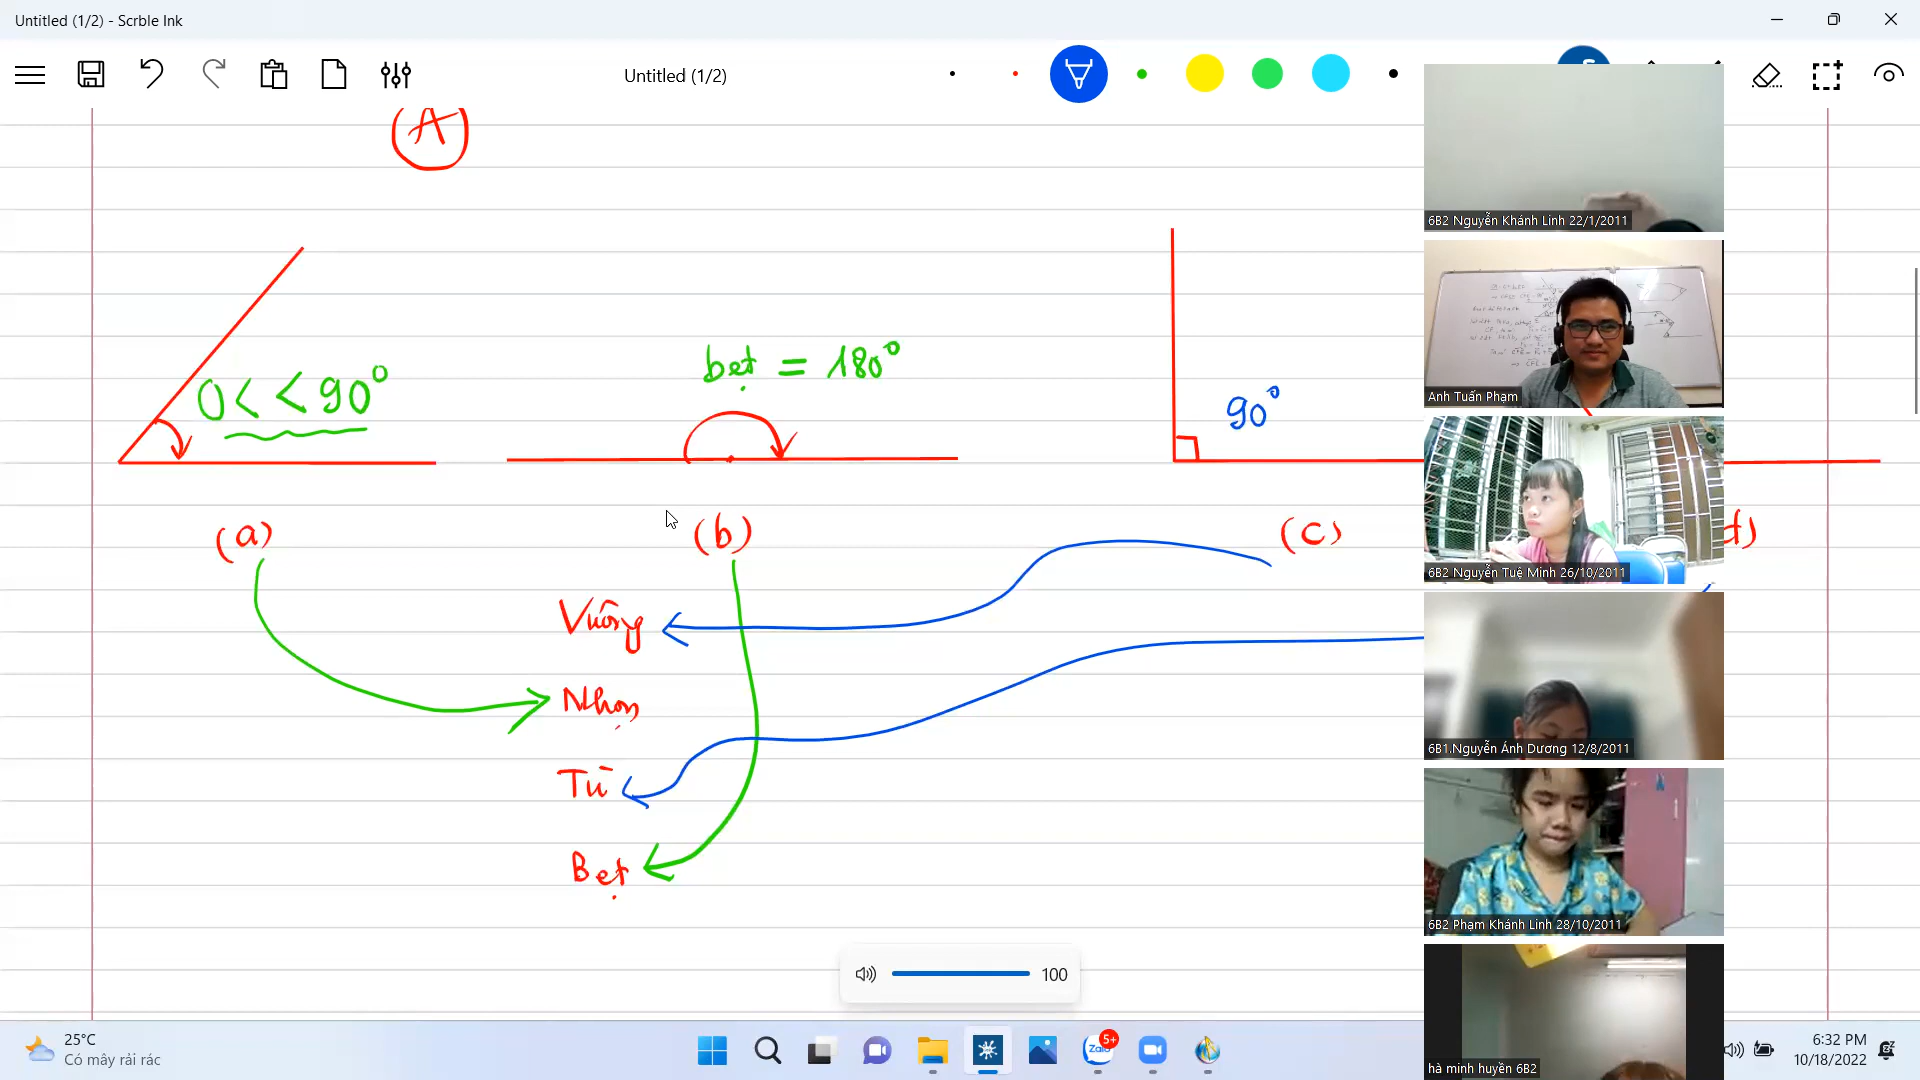 Untitled (1/2) - Scrble Ink
Untitled (1/2)
A
0 < < 90°
bẹt = 180°
90°
(a)
(b)
(c)
d)
Vuông
Nhọn
Tù
Bẹt
6B2 Nguyễn Khánh Linh 22/1/2011
Anh Tuấn Phạm
6B2 Nguyễn Tuệ Minh 26/10/2011
6B1.Nguyễn Ánh Dương 12/8/2011
6B2 Phạm Khánh Linh 28/10/2011
hà minh huyền 6B2
100
25°C
Có mây rải rác
Zalo
5+
6:32 PM
10/18/2022